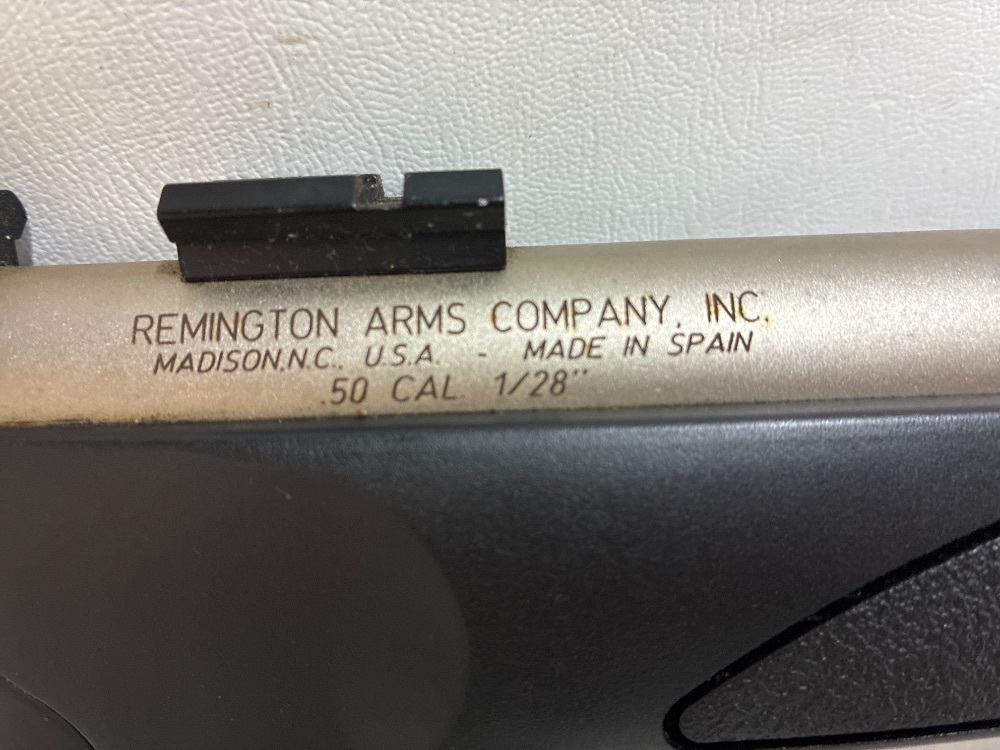 REMINGTON ARMS COMPANY, INC.
MADISON, N.C., U.S.A. - MADE IN SPAIN
.50 CAL. 1/28"